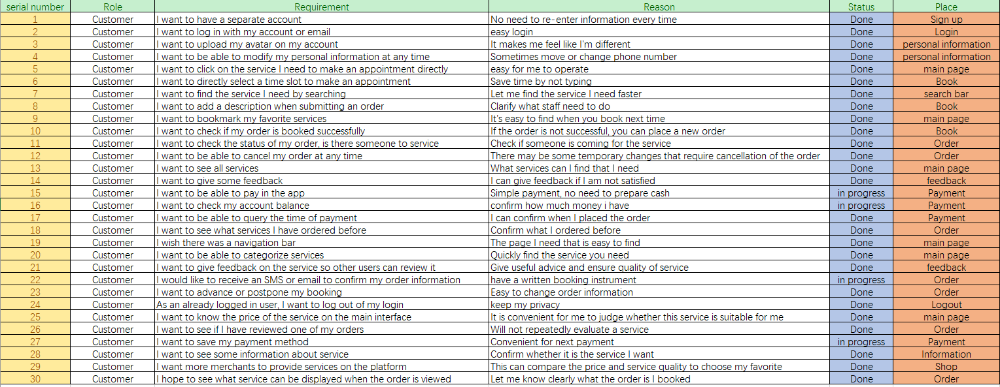 serial number Role Requirement Reason Status Place
1 Customer I want to have a separate account No need to re-enter information every time Done Sign up
2 Customer I want to log in with my account or email easy login Done Login
3 Customer I want to upload my avatar on my account It makes me feel like I'm different Done personal information
4 Customer I want to be able to modify my personal information at any time Sometimes move or change phone number Done personal information
5 Customer I want to click on the service I need to make an appointment directly easy for me to operate Done main page
6 Customer I want to directly select a time slot to make an appointment Save time by not typing Done Book
7 Customer I want to find the service I need by searching Let me find the service I need faster Done search bar
8 Customer I want to add a description when submitting an order Clarify what staff need to do Done Book
9 Customer I want to bookmark my favorite services It's easy to find when you book next time Done main page
10 Customer I want to check if my order is booked successfully If the order is not successful, you can place a new order Done Book
11 Customer I want to check the status of my order, is there someone to service Check if someone is coming for the service Done Order
12 Customer I want to be able to cancel my order at any time There may be some temporary changes that require cancellation of the order Done Order
13 Customer I want to see all services What services can I find that I need Done main page
14 Customer I want to give some feedback I can give feedback if I am not satisfied Done feedback
15 Customer I want to be able to pay in the app Simple payment, no need to prepare cash in progress Payment
16 Customer I want to check my account balance confirm how much money i have in progress Payment
17 Customer I want to be able to query the time of payment I can confirm when I placed the order Done Payment
18 Customer I want to see what services I have ordered before Confirm what I ordered before Done Order
19 Customer I wish there was a navigation bar The page I need that is easy to find Done main page
20 Customer I want to be able to categorize services Quickly find the service you need Done main page
21 Customer I want to give feedback on the service so other users can review it Give useful advice and ensure quality of service Done feedback
22 Customer I would like to receive an SMS or email to confirm my order information have a written booking instrument in progress Order
23 Customer I want to advance or postpone my booking Easy to change order information Done Order
24 Customer As an already logged in user, I want to log out of my login keep my privacy Done Logout
25 Customer I want to know the price of the service on the main interface It is convenient for me to judge whether this service is suitable for me Done main page
26 Customer I want to see if I have reviewed one of my orders Will not repeatedly evaluate a service Done Order
27 Customer I want to save my payment method Convenient for next payment in progress Payment
28 Customer I want to see some information about service Confirm whether it is the service I want Done Information
29 Customer I want more merchants to provide services on the platform This can compare the price and service quality to choose my favorite Done Shop
30 Customer I hope to see what service can be displayed when the order is viewed Let me know clearly what the order is I booked Done Order